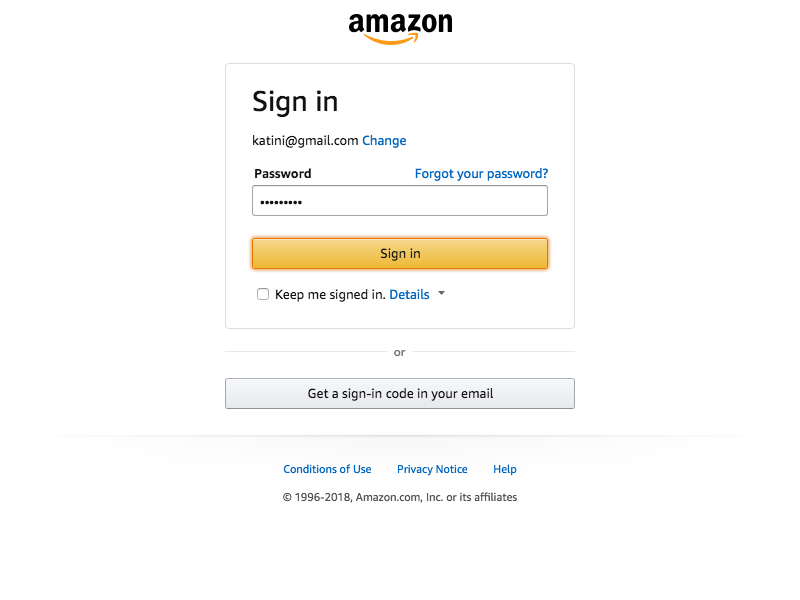 amazon
Sign in
katini@gmail.com Change
Password Forgot your password?
•••••••••
Sign in
Keep me signed in. Details
or
Get a sign-in code in your email
Conditions of Use Privacy Notice Help
© 1996-2018, Amazon.com, Inc. or its affiliates